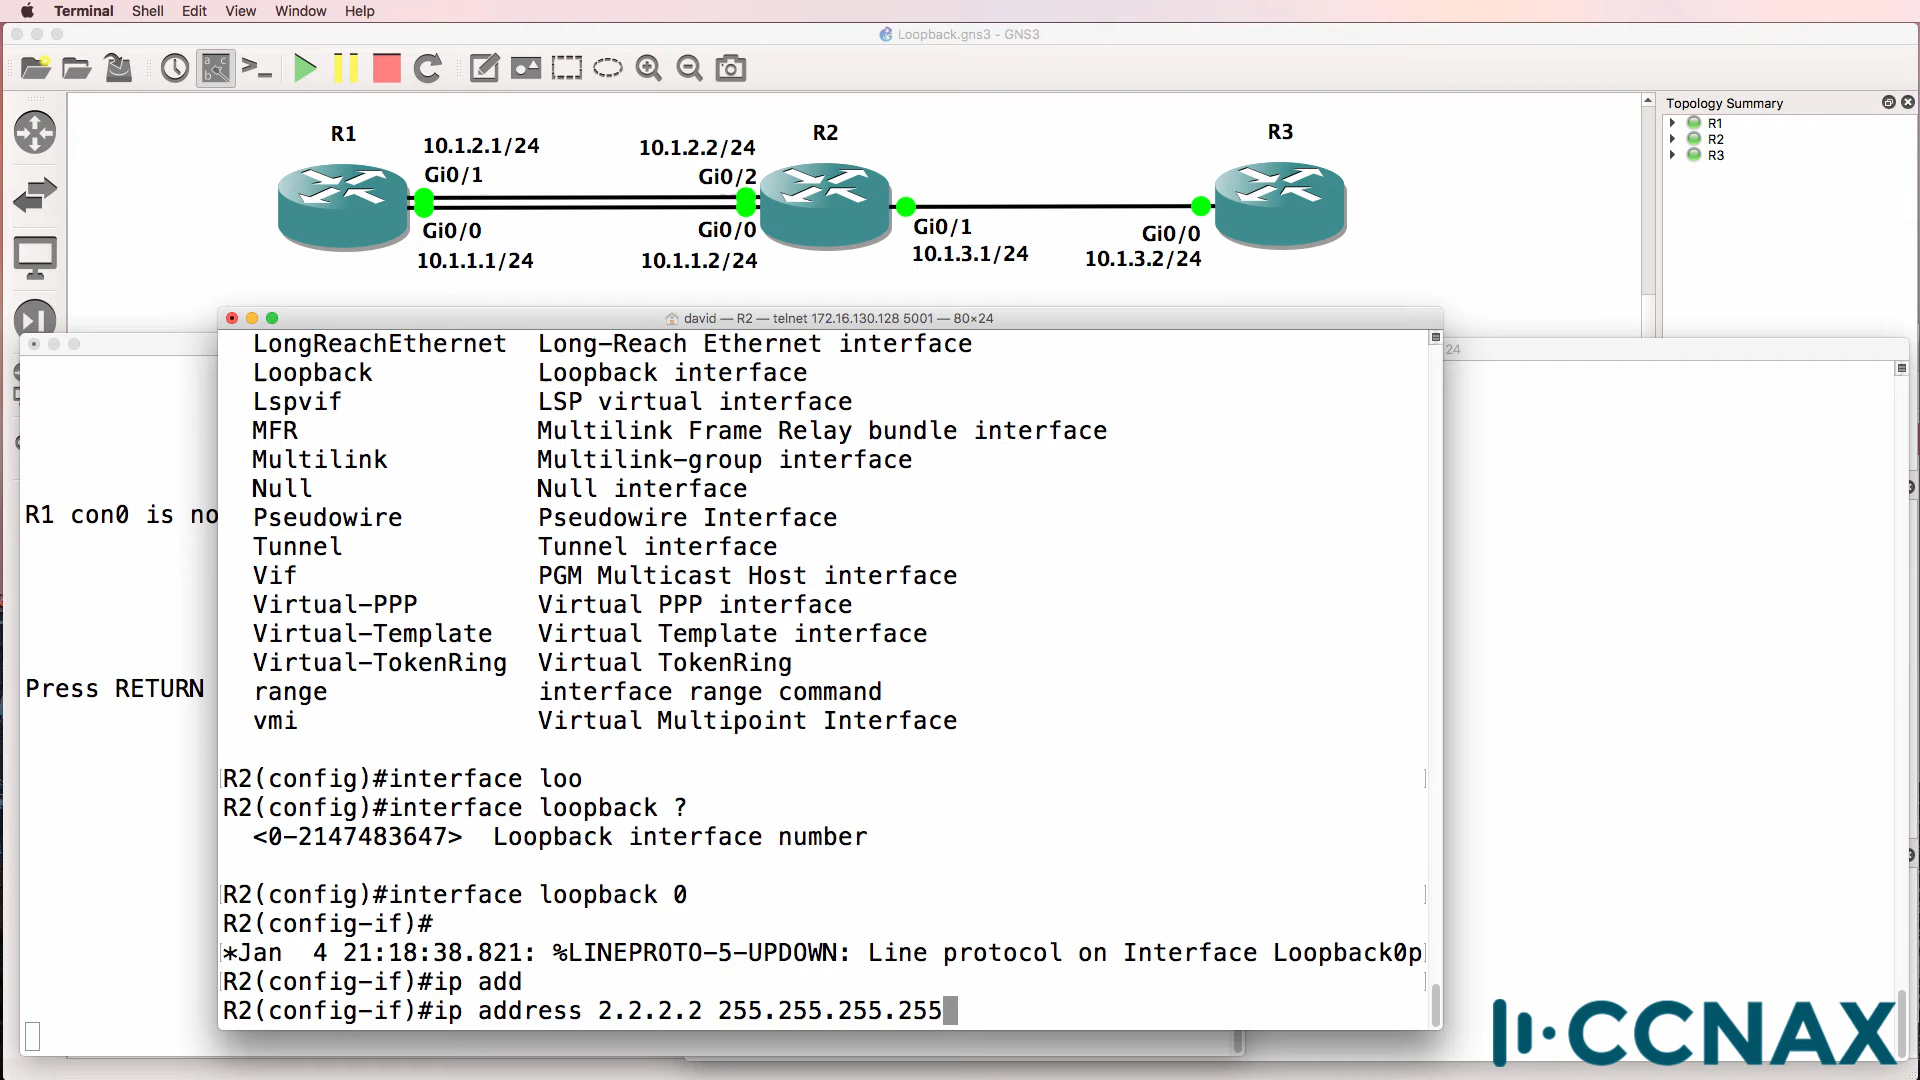 Terminal Shell Edit View Window Help
Loopback.gns3 - GNS3
Topology Summary
R1
R2
R3
R1
R2
R3
10.1.2.1/24
10.1.2.2/24
Gi0/1
Gi0/2
Gi0/0
Gi0/0
Gi0/1
Gi0/0
10.1.1.1/24
10.1.1.2/24
10.1.3.1/24
10.1.3.2/24
david — R2 — telnet 172.16.130.128 5001 — 80×24
24
LongReachEthernet Long-Reach Ethernet interface
Loopback Loopback interface
Lspvif LSP virtual interface
MFR Multilink Frame Relay bundle interface
Multilink Multilink-group interface
Null Null interface
Pseudowire Pseudowire Interface
Tunnel Tunnel interface
Vif PGM Multicast Host interface
Virtual-PPP Virtual PPP interface
Virtual-Template Virtual Template interface
Virtual-TokenRing Virtual TokenRing
range interface range command
vmi Virtual Multipoint Interface
R2(config)#interface loo
R2(config)#interface loopback ?
<0-2147483647> Loopback interface number
R2(config)#interface loopback 0
R2(config-if)#
*Jan 4 21:18:38.821: %LINEPROTO-5-UPDOWN: Line protocol on Interface Loopback0p
R2(config-if)#ip add
R2(config-if)#ip address 2.2.2.2 255.255.255.255
R1 con0 is no
Press RETURN
CCNAX